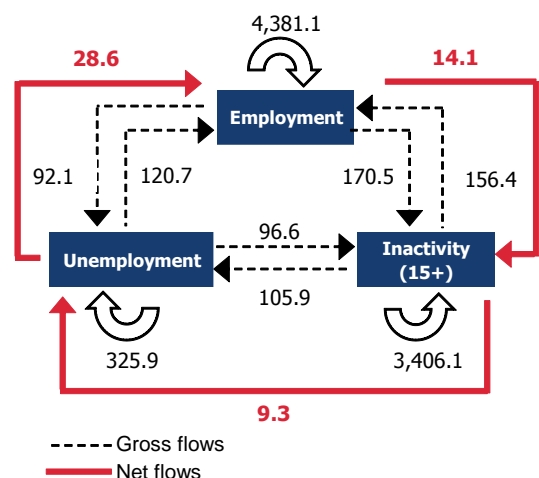 4,381.1
28.6
14.1
Employment
92.1
120.7
170.5
156.4
96.6
Unemployment
Inactivity
(15+)
105.9
325.9
3,406.1
9.3
Gross flows
Net flows